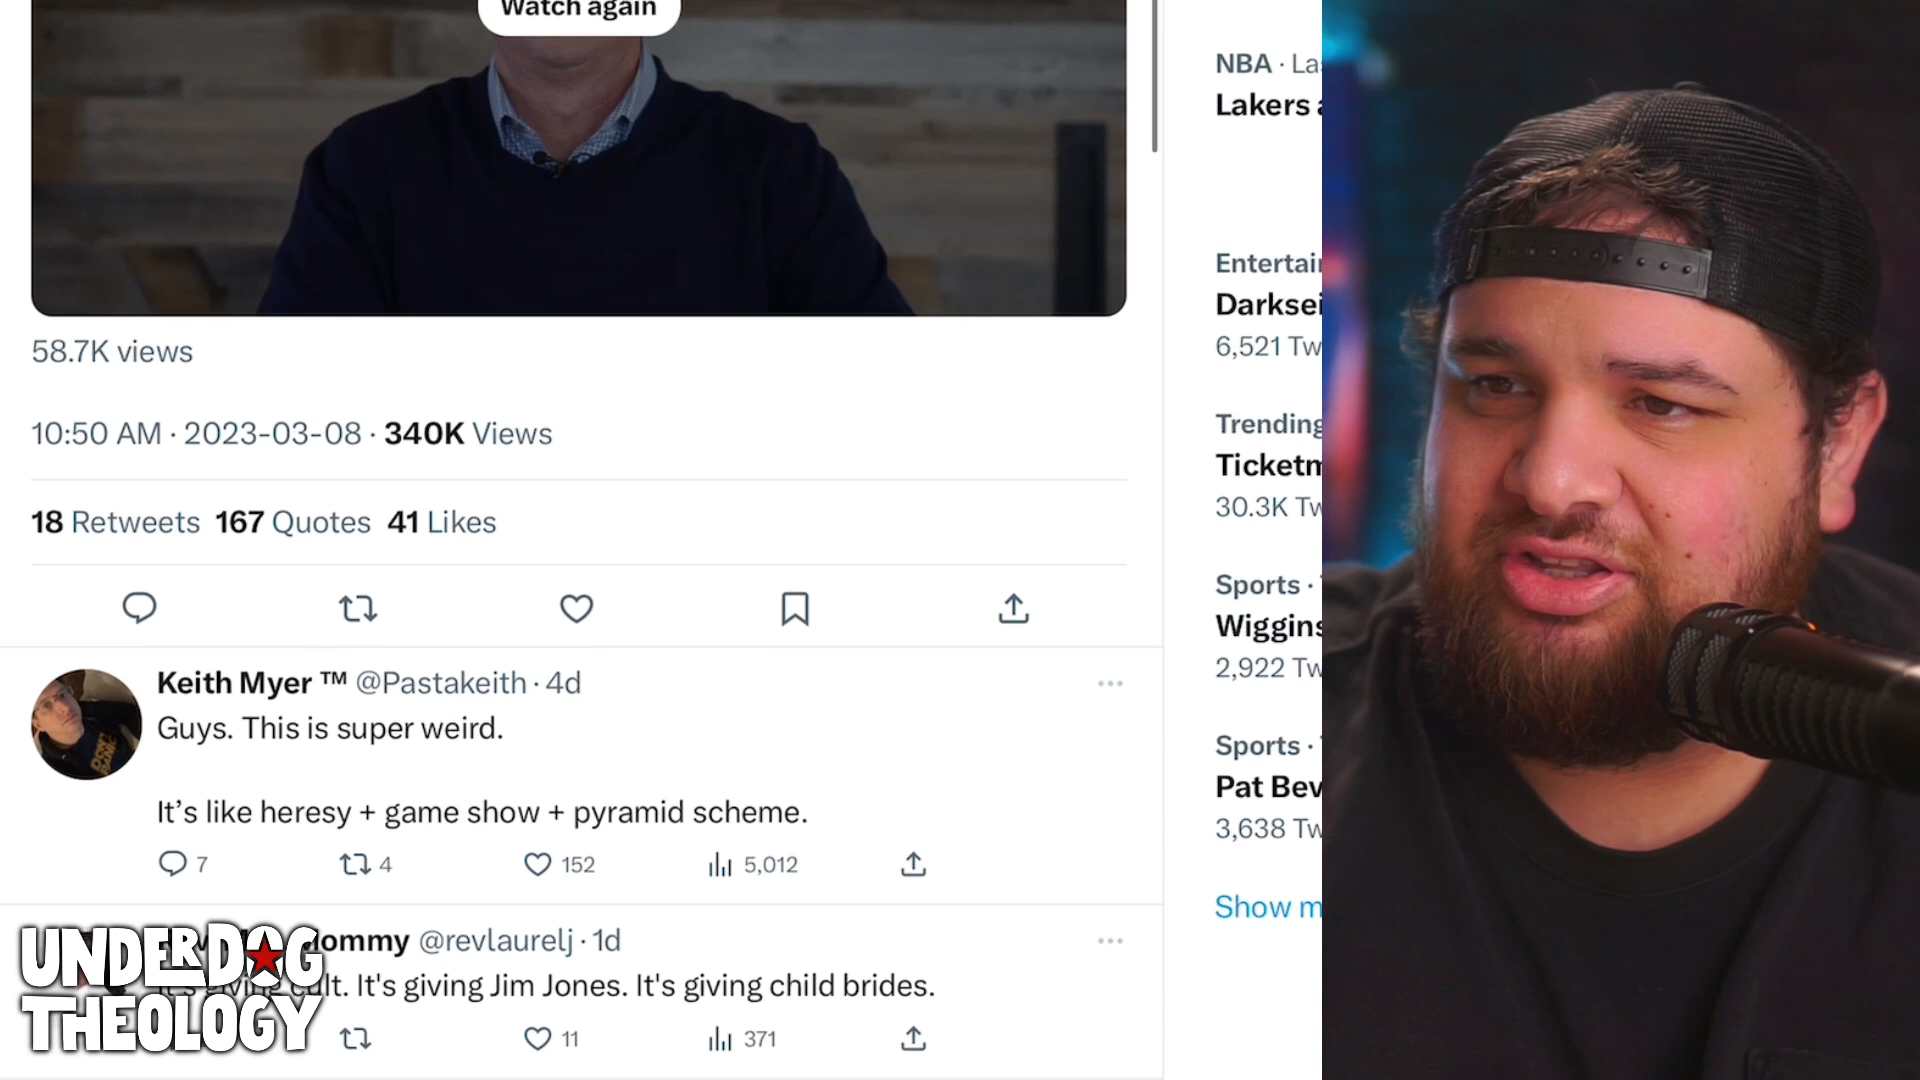 Watch again
58.7K views
10:50 AM · 2023-03-08 · 340K Views
18 Retweets 167 Quotes 41 Likes
Keith Myer ™ @Pastakeith · 4d
Guys. This is super weird.
It's like heresy + game show + pyramid scheme.
7 4 152 5,012
Mommy @revlaurelj · 1d
It's giving cult. It's giving Jim Jones. It's giving child brides.
11 371
UNDERDOG
THEOLOGY
NBA · La
Lakers
Entertai
Darksei
6,521 Tw
Trending
Ticketm
30.3K Tw
Sports ·
Wiggins
2,922 Tw
Sports ·
Pat Bev
3,638 Tw
Show m